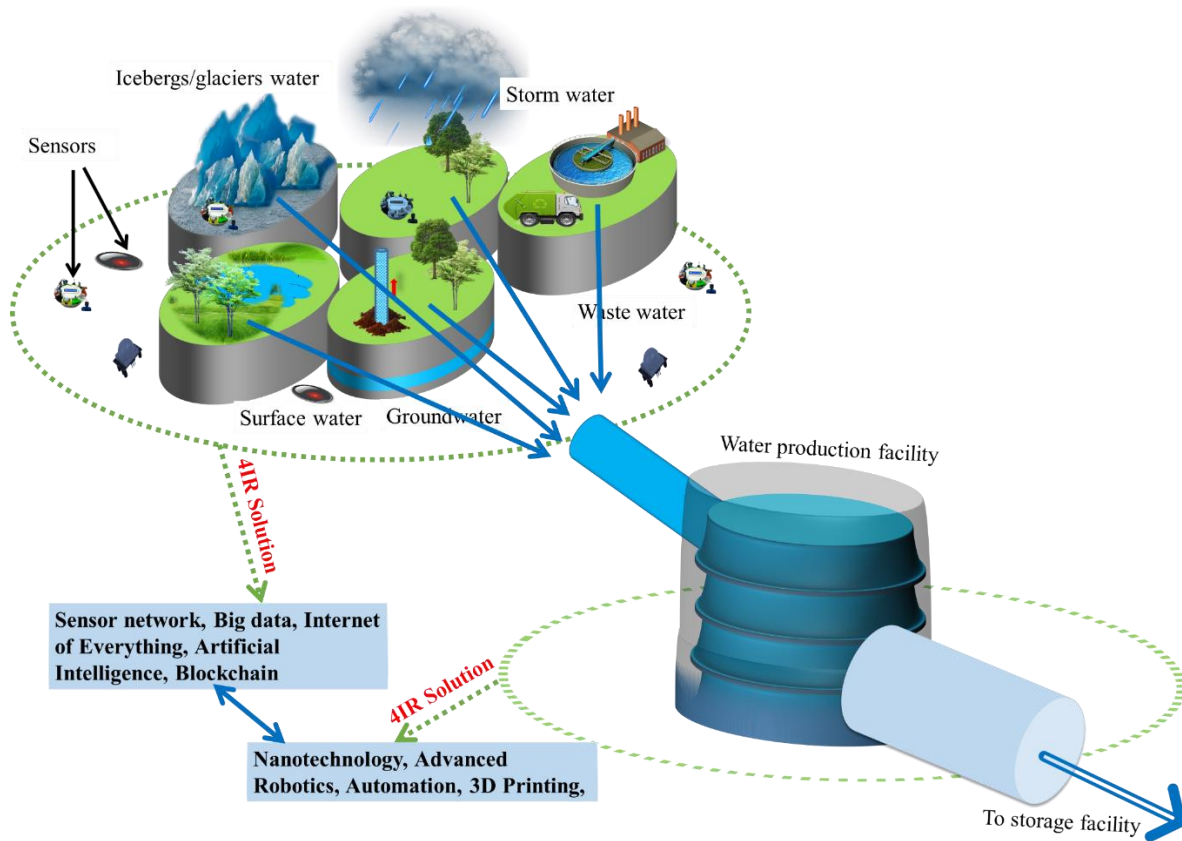 Icebergs/glaciers water
Storm water
Sensors
Waste water
Surface water
Groundwater
Water production facility
4IR Solution
Sensor network, Big data, Internet
of Everything, Artificial
Intelligence, Blockchain
4IR Solution
Nanotechnology, Advanced
Robotics, Automation, 3D Printing,
To storage facility